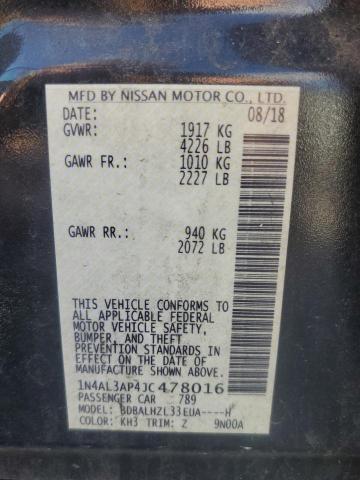 MFD BY NISSAN MOTOR CO., LTD.
DATE: 08/18
GVWR: 1917 KG
4226 LB
GAWR FR.: 1010 KG
2227 LB
GAWR RR.: 940 KG
2072 LB
THIS VEHICLE CONFORMS TO
ALL APPLICABLE FEDERAL
MOTOR VEHICLE SAFETY,
BUMPER, AND THEFT
PREVENTION STANDARDS
IN EFFECT ON THE DATE OF
MANUFACTURE SHOWN ABOVE.
1N4AL3AP4JC478016
PASSENGER CAR 789
MODEL: BDBALHZL33EUA----H
COLOR: KH3 TRIM: Z 9N00A